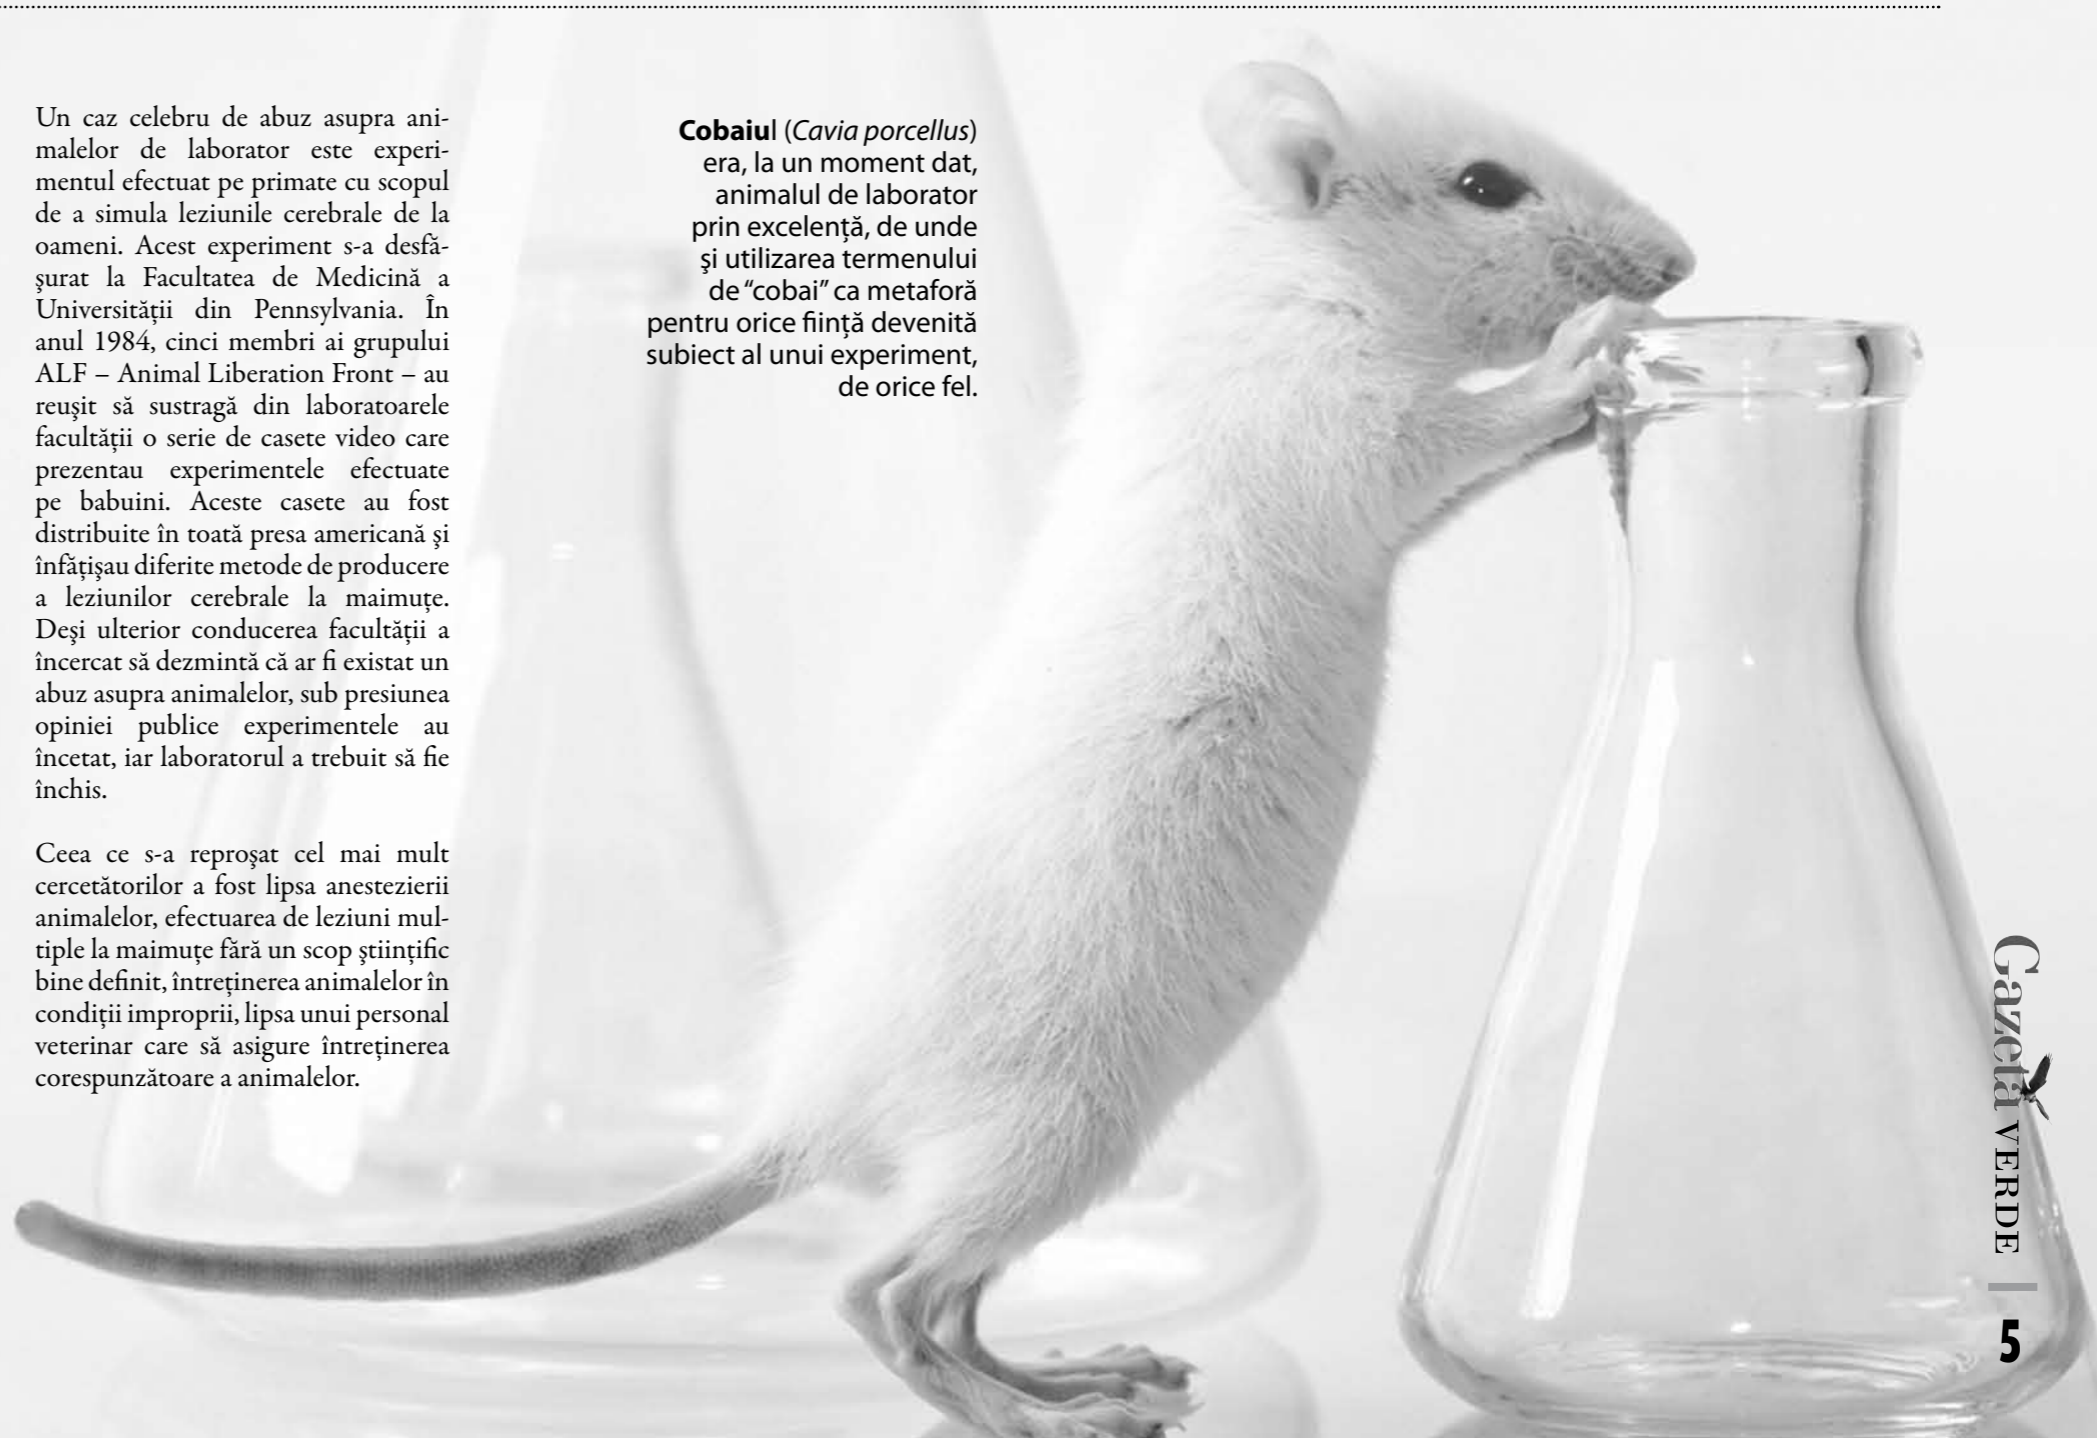 Un caz celebru de abuz asupra ani-
malelor de laborator este experi-
mentul efectuat pe primate cu scopul
de a simula leziunile cerebrale de la
oameni. Acest experiment s-a desfă-
şurat la Facultatea de Medicină a
Universităţii din Pennsylvania. În
anul 1984, cinci membri ai grupului
ALF – Animal Liberation Front – au
reuşit să sustragă din laboratoarele
facultăţii o serie de casete video care
prezentau experimentele efectuate
pe babuini. Aceste casete au fost
distribuite în toată presa americană şi
înfăţişau diferite metode de producere
a leziunilor cerebrale la maimuţe.
Deşi ulterior conducerea facultăţii a
încercat să dezmintă că ar fi existat un
abuz asupra animalelor, sub presiunea
opiniei publice experimentele au
încetat, iar laboratorul a trebuit să fie
închis.
Ceea ce s-a reproşat cel mai mult
cercetătorilor a fost lipsa anestezierii
animalelor, efectuarea de leziuni mul-
tiple la maimuţe fără un scop ştiinţific
bine definit, întreţinerea animalelor în
condiţii improprii, lipsa unui personal
veterinar care să asigure întreţinerea
corespunzătoare a animalelor.
Cobaiul (Cavia porcellus)
era, la un moment dat,
animalul de laborator
prin excelenţă, de unde
şi utilizarea termenului
de “cobai” ca metaforă
pentru orice fiinţă devenită
subiect al unui experiment,
de orice fel.
Gazeta VERDE
5